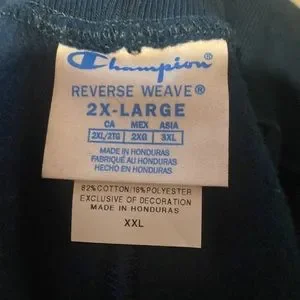 Champion
REVERSE WEAVE®
2X-LARGE
CA MEX ASIA
2XL/2TG 2XG 3XL
MADE IN HONDURAS
FABRIQUÉ AU HONDURAS
HECHO EN HONDURAS
82%COTTON/18%POLYESTER
EXCLUSIVE OF DECORATION
MADE IN HONDURAS
XXL